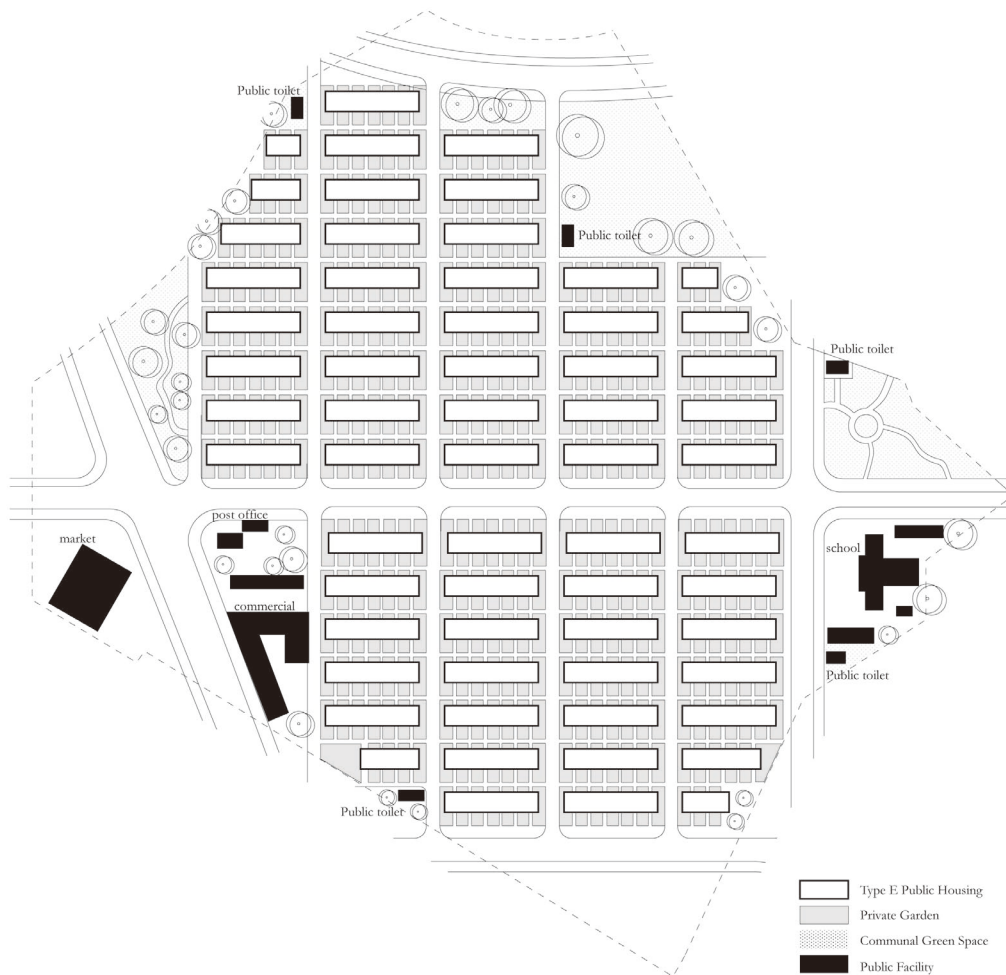 Public toilet
Public toilet
Public toilet
post office
market
school
commercial
Public toilet
Public toilet
Type E Public Housing
Private Garden
Communal Green Space
Public Facility